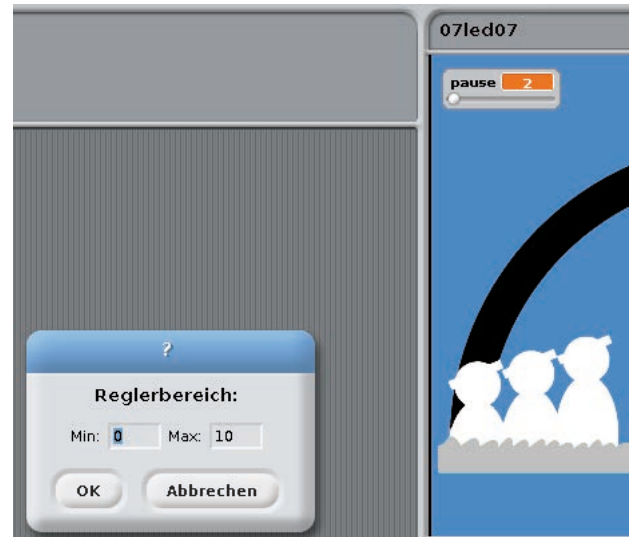 07led07
pause 2
?
Reglerbereich:
Min: 0 Max: 10
OK Abbrechen